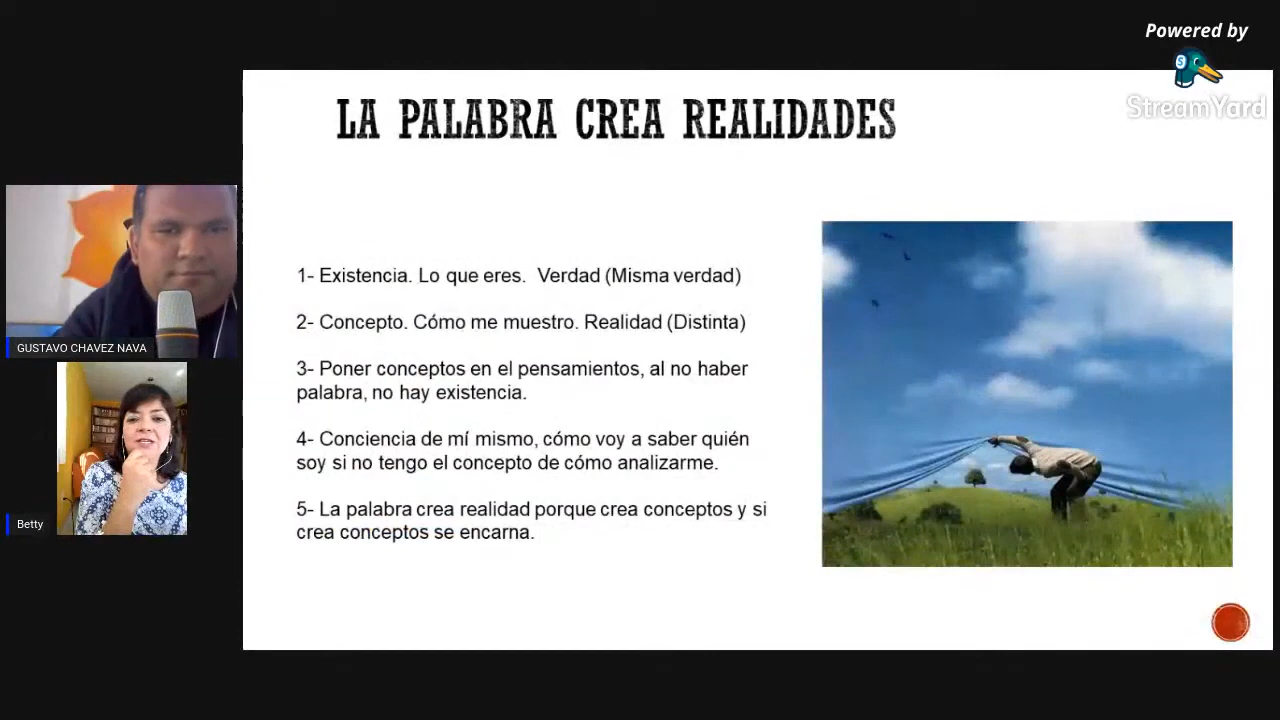 Powered by
StreamYard
LA PALABRA CREA REALIDADES
1- Existencia. Lo que eres.  Verdad (Misma verdad)
2- Concepto. Cómo me muestro. Realidad (Distinta)
3- Poner conceptos en el pensamientos, al no haber
palabra, no hay existencia.
4- Conciencia de mí mismo, cómo voy a saber quién
soy si no tengo el concepto de cómo analizarme.
5- La palabra crea realidad porque crea conceptos y si
crea conceptos se encarna.
GUSTAVO CHAVEZ NAVA
Betty